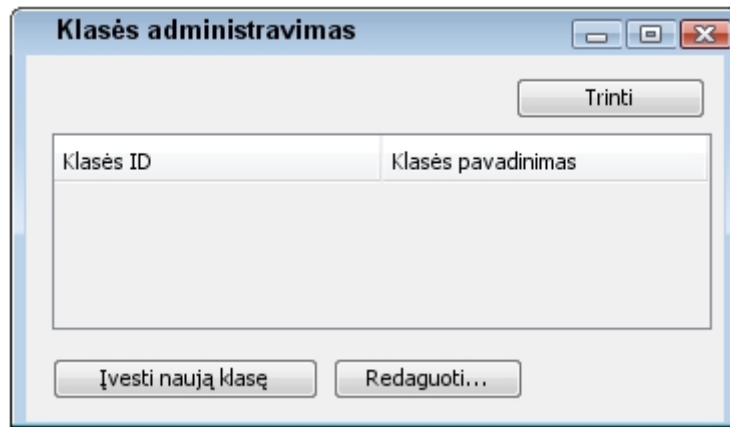 Klasės administravimas
Trinti
Klasės ID Klasės pavadinimas
Įvesti naują klasę Redaguoti...